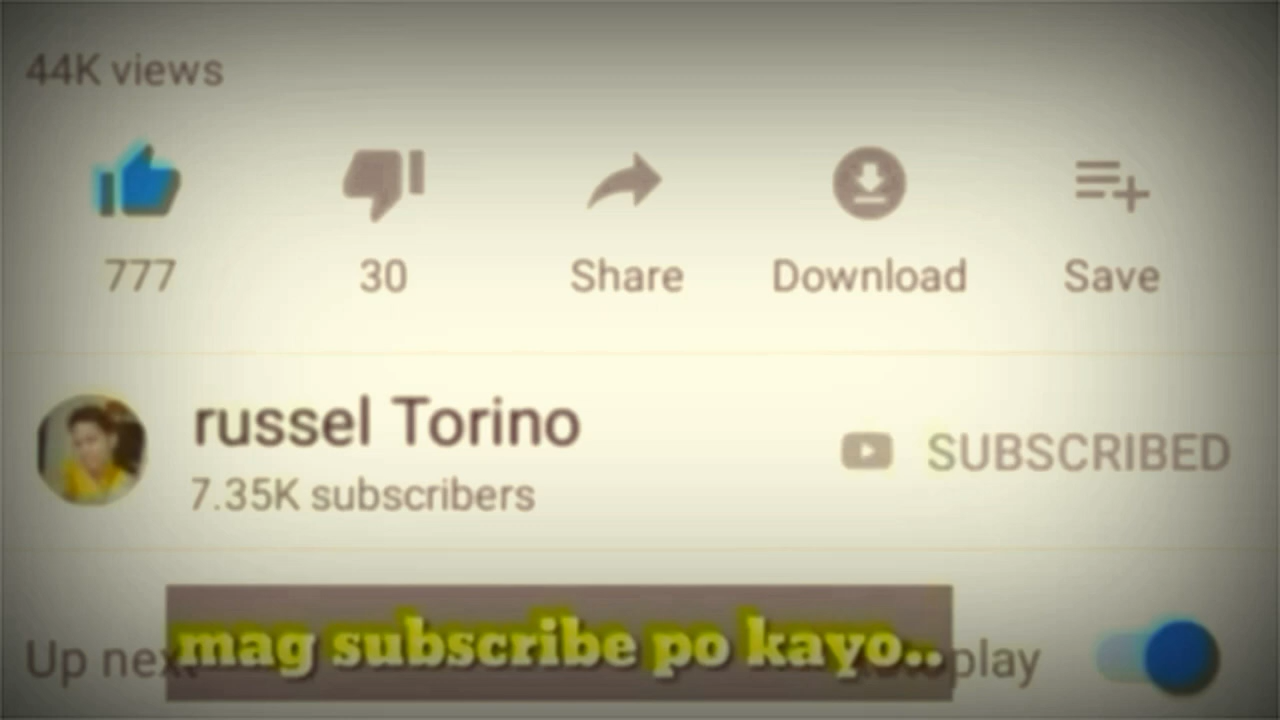 44K views
777 30 Share Download Save
russel Torino
SUBSCRIBED
7.35K subscribers
mag subscribe po kayo..
Up next